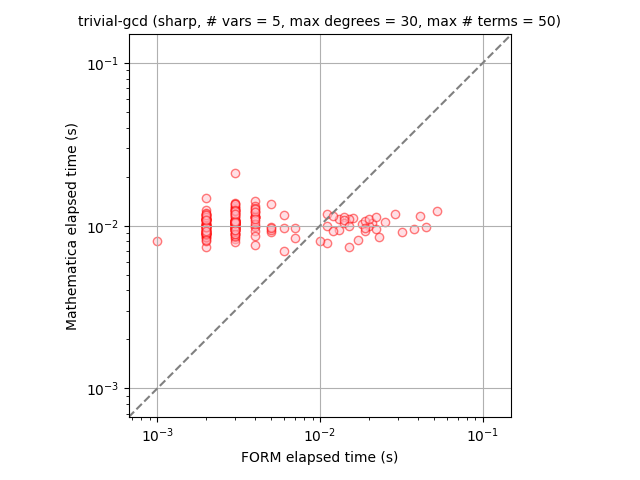 trivial-gcd (sharp, # vars = 5, max degrees = 30, max # terms = 50)
Mathematica elapsed time (s)
10⁻¹
10⁻²
10⁻³
10⁻³
10⁻²
10⁻¹
FORM elapsed time (s)